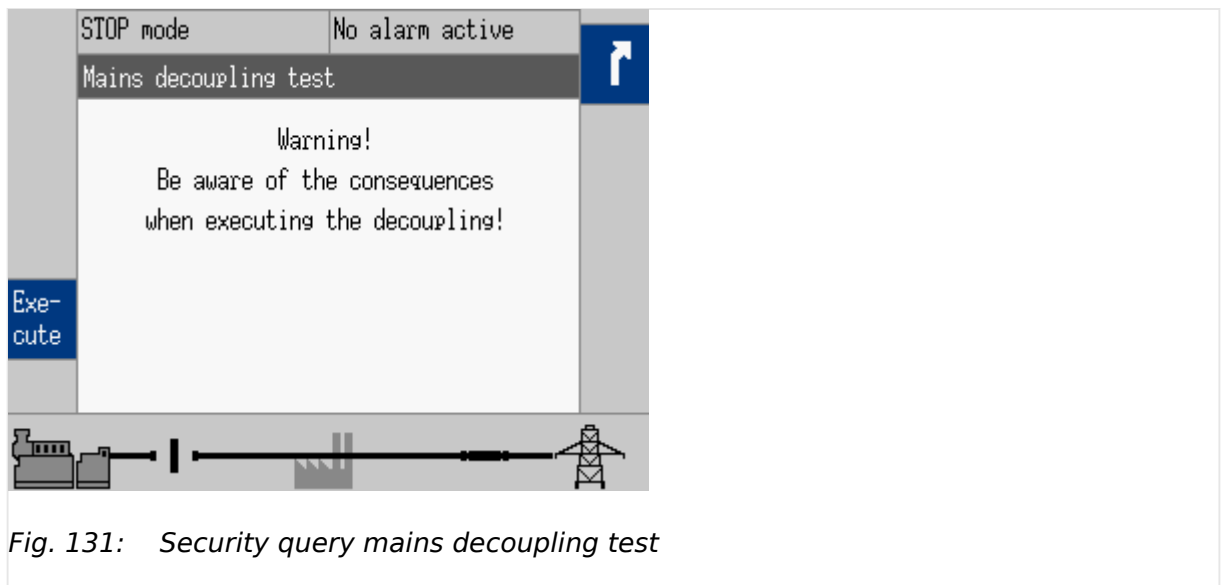 STOP mode
No alarm active
Mains decoupling test
Warning!
Be aware of the consequences
when executing the decoupling!
Exe-
cute
Fig. 131: Security query mains decoupling test